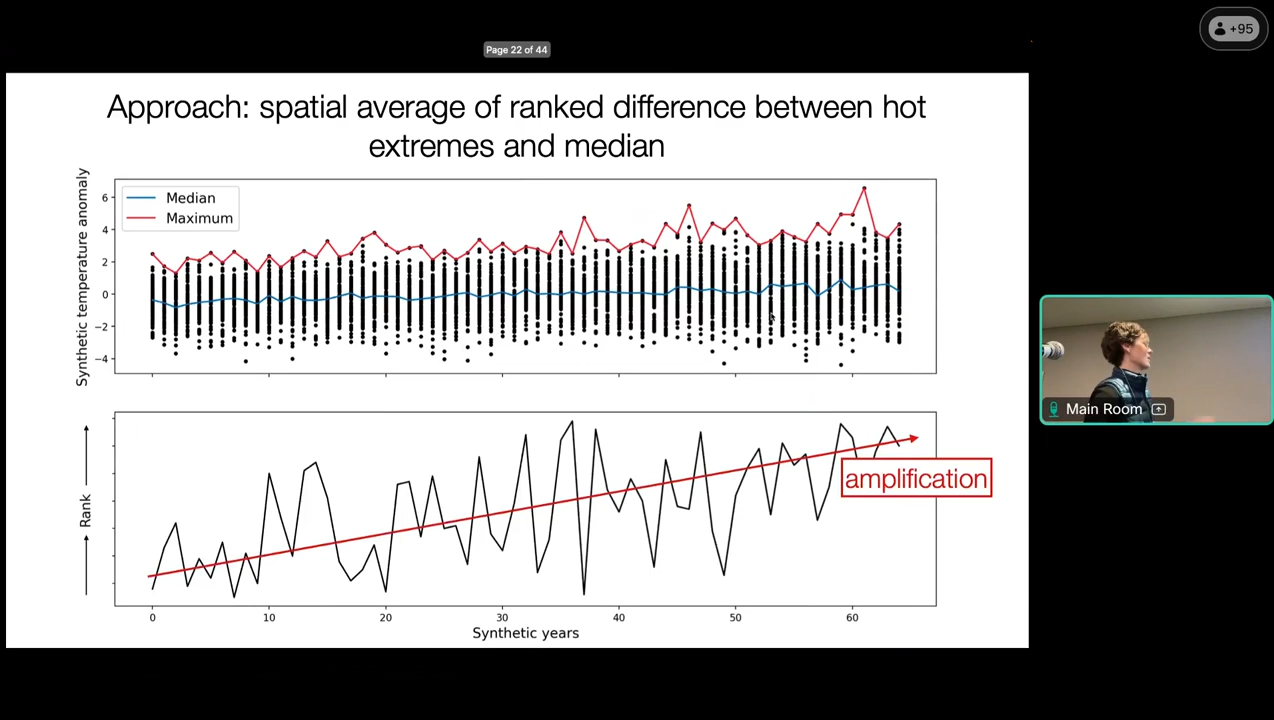 +95
Page 22 of 44
Approach: spatial average of ranked difference between hot
extremes and median
Synthetic temperature anomaly
6
4
2
0
−2
−4
Median
Maximum
Rank
amplification
0
10
20
30
40
50
60
Synthetic years
Main Room